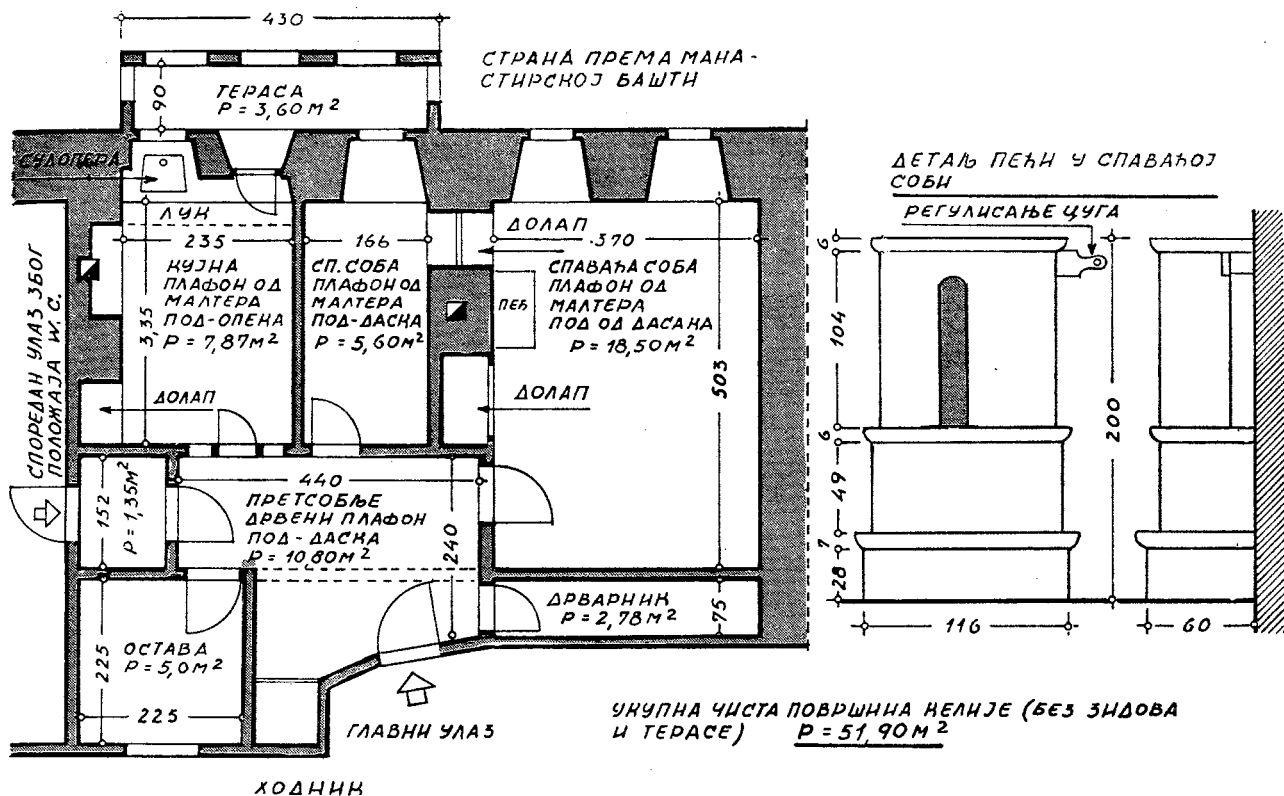 430
СТРАНА ПРЕМА МАНА-
СТИРСКОЈ БАШТИ
90
ТЕРАСА
P = 3,60 м²
СУДОПЕРА
ЛУК
235
КУЈНА
ПЛАФОН ОД
МАЛТЕРА
ПОД-ОПЕКА
P = 7,87м²
3,35
ДОЛАП
166
СП. СОБА
ПЛАФОН ОД
МАЛТЕРА
ПОД-ДАСКА
P = 5,60 м²
ДОЛАП
370
СПАВАЋА СОБА
ПЛАФОН ОД
МАЛТЕРА
ПОД ОД ДАСАКА
P = 18,50 м²
ПЕЋ
503
ДОЛАП
СПОРЕДАН УЛАЗ ЗБОГ
ПОЛОЖАЈА W.C.
152
P = 1,35м²
440
ПРЕТСОБЉЕ
ДРВЕНИ ПЛАФОН
ПОД - ДАСКА
P = 10,80 м²
240
ДРВАРНИК
P = 2,78 м²
75
225
ОСТАВА
P = 5,0 м²
225
ГЛАВНИ УЛАЗ
ХОДНИК
ДЕТАЉ ПЕЋИ У СПАВАЋОЈ
СОБИ
РЕГУЛИСАЊЕ ЦУГА
6
104
6
49
7
28
200
116
60
УКУПНА ЧИСТА ПОВРШИНА КЕЛИЈЕ (БЕЗ ЗИДОВА
И ТЕРАСЕ) P = 51,90 м²